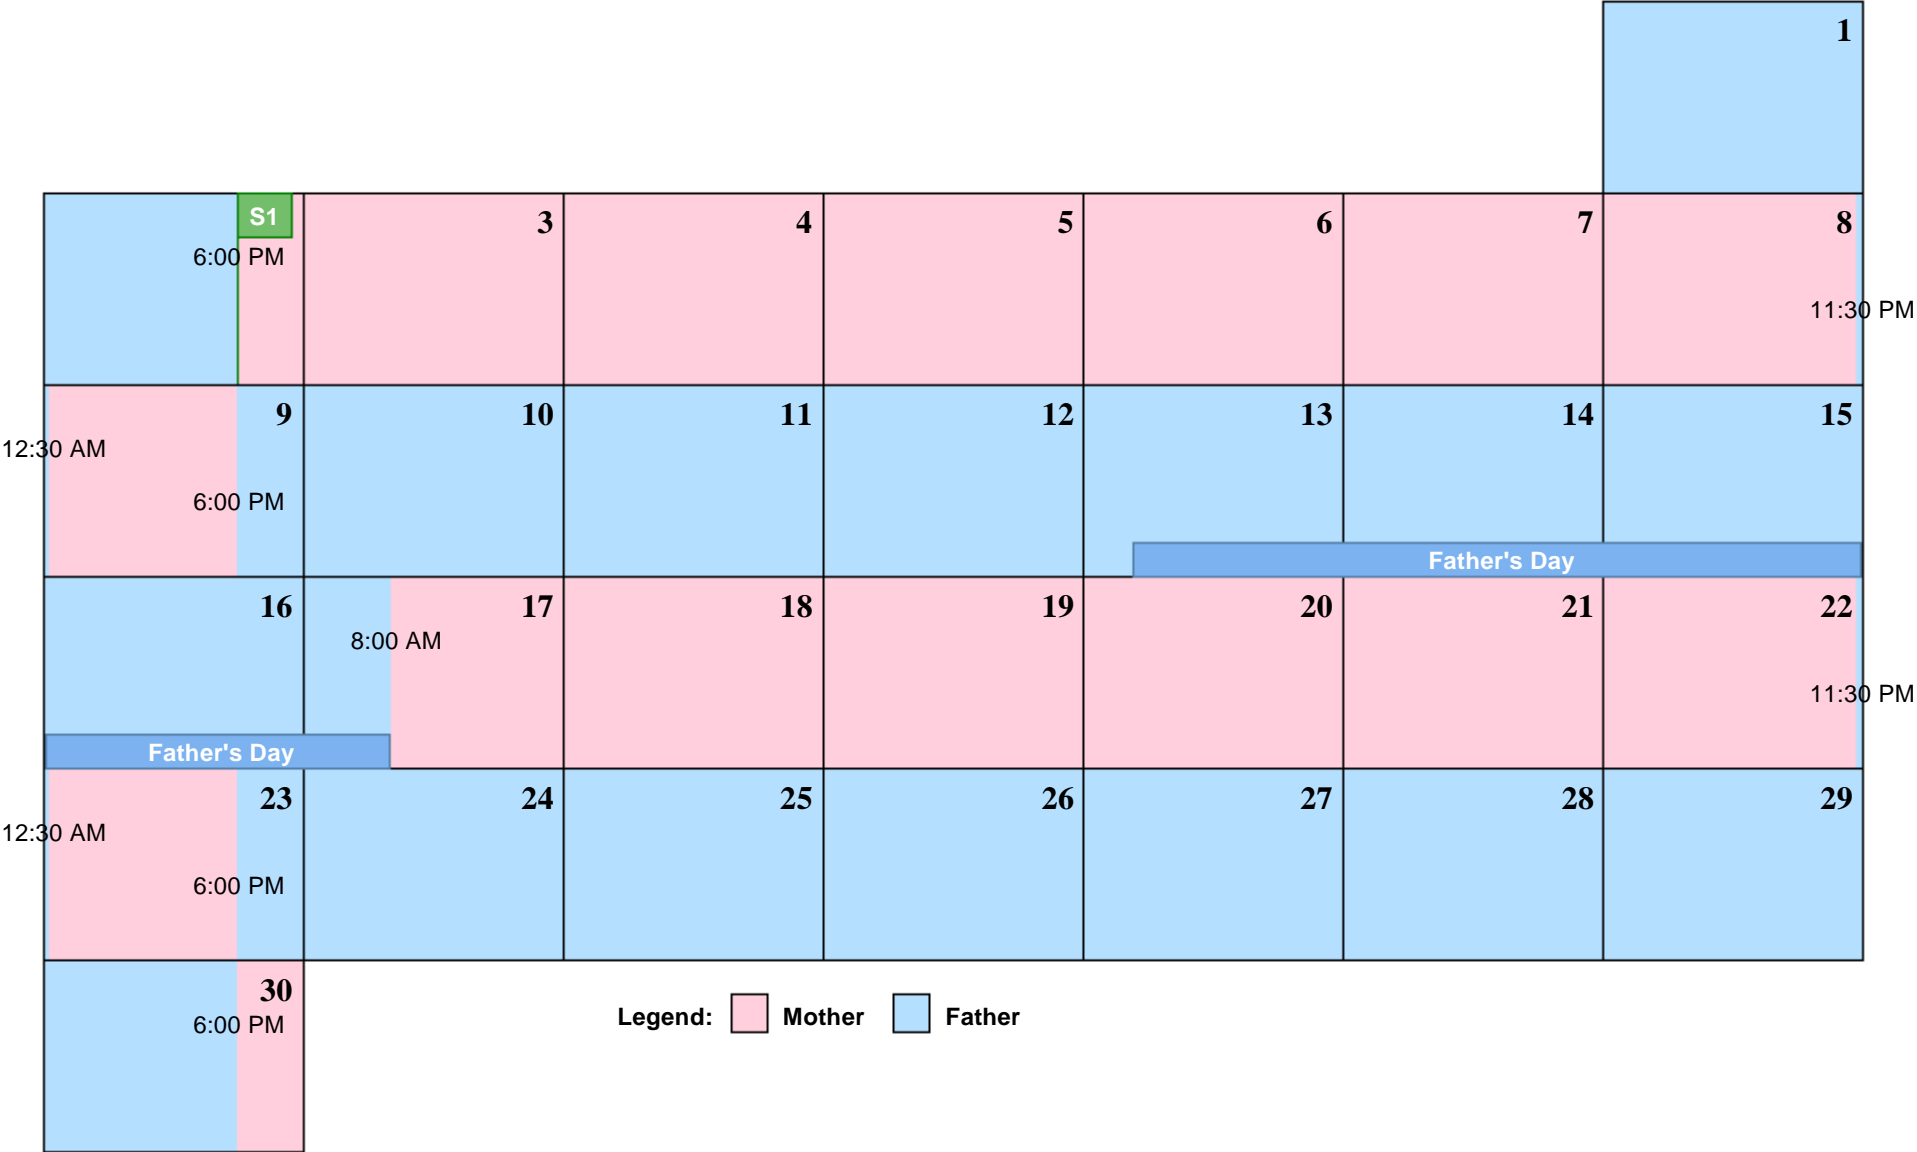 1
S1 3 4 5 6 7 8
6:00 PM
11:30 PM
9 10 11 12 13 14 15
12:30 AM
6:00 PM
Father's Day
16 17 18 19 20 21 22
8:00 AM
11:30 PM
Father's Day
23 24 25 26 27 28 29
12:30 AM
6:00 PM
30
6:00 PM
Legend: Mother Father